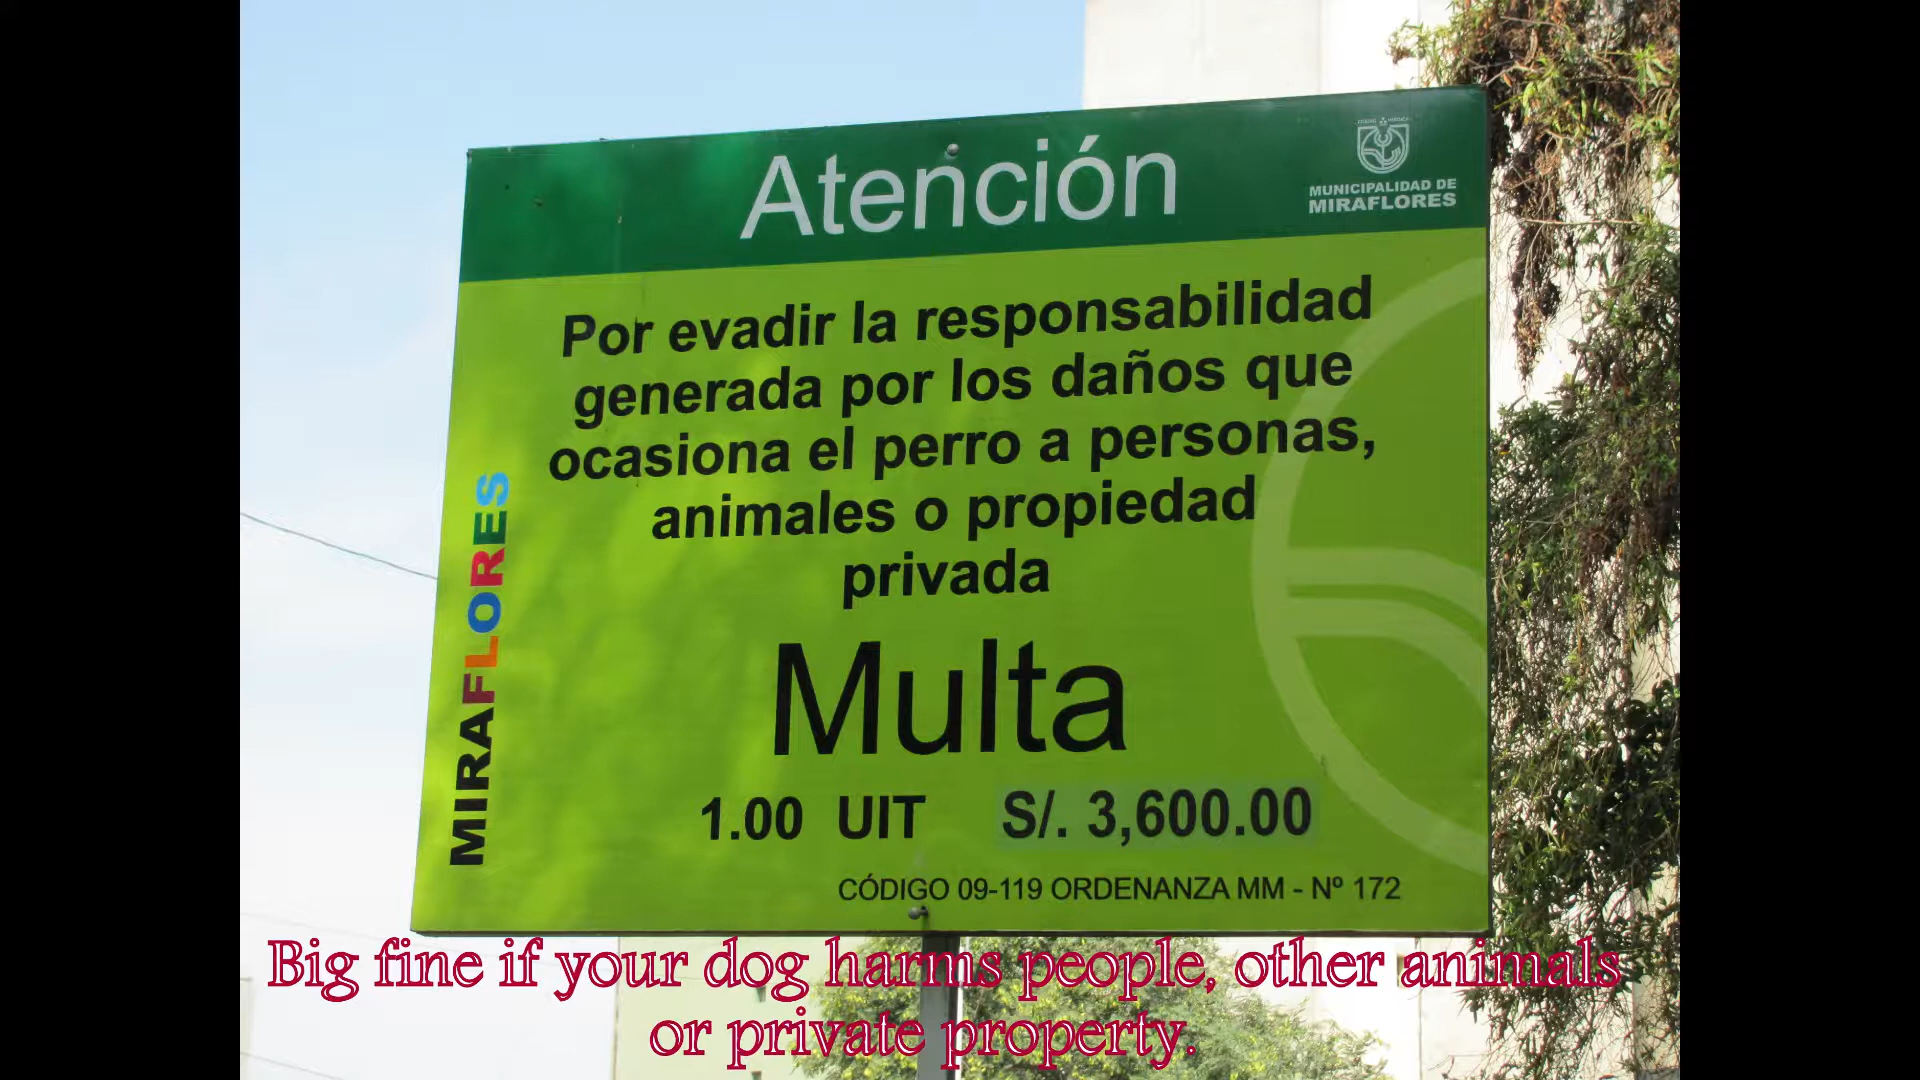 Atención
MUNICIPALIDAD DE
MIRAFLORES
Por evadir la responsabilidad
generada por los daños que
ocasiona el perro a personas,
animales o propiedad
privada
Multa
1.00 UIT S/. 3,600.00
CÓDIGO 09-119 ORDENANZA MM - Nº 172
MIRAFLORES
Big fine if your dog harms people, other animals
or private property.